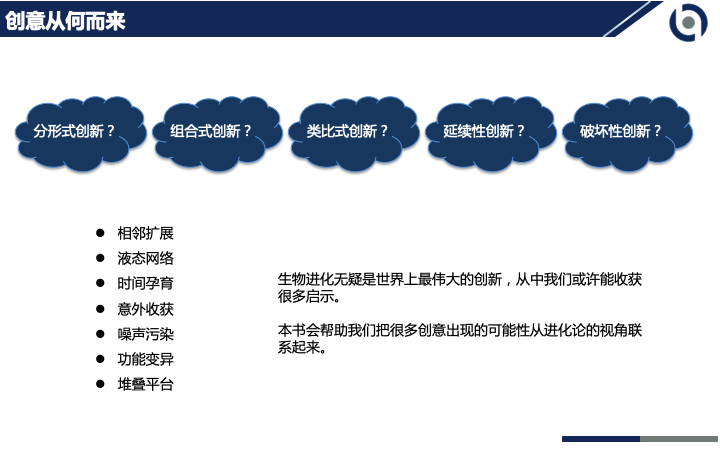 创意从何而来
分形式创新？
组合式创新？
类比式创新？
延续性创新？
破坏性创新？
● 相邻扩展
● 液态网络
● 时间孕育
● 意外收获
● 噪声污染
● 功能变异
● 堆叠平台
生物进化无疑是世界上最伟大的创新，从中我们或许能收获
很多启示。
本书会帮助我们把很多创意出现的可能性从进化论的视角联
系起来。